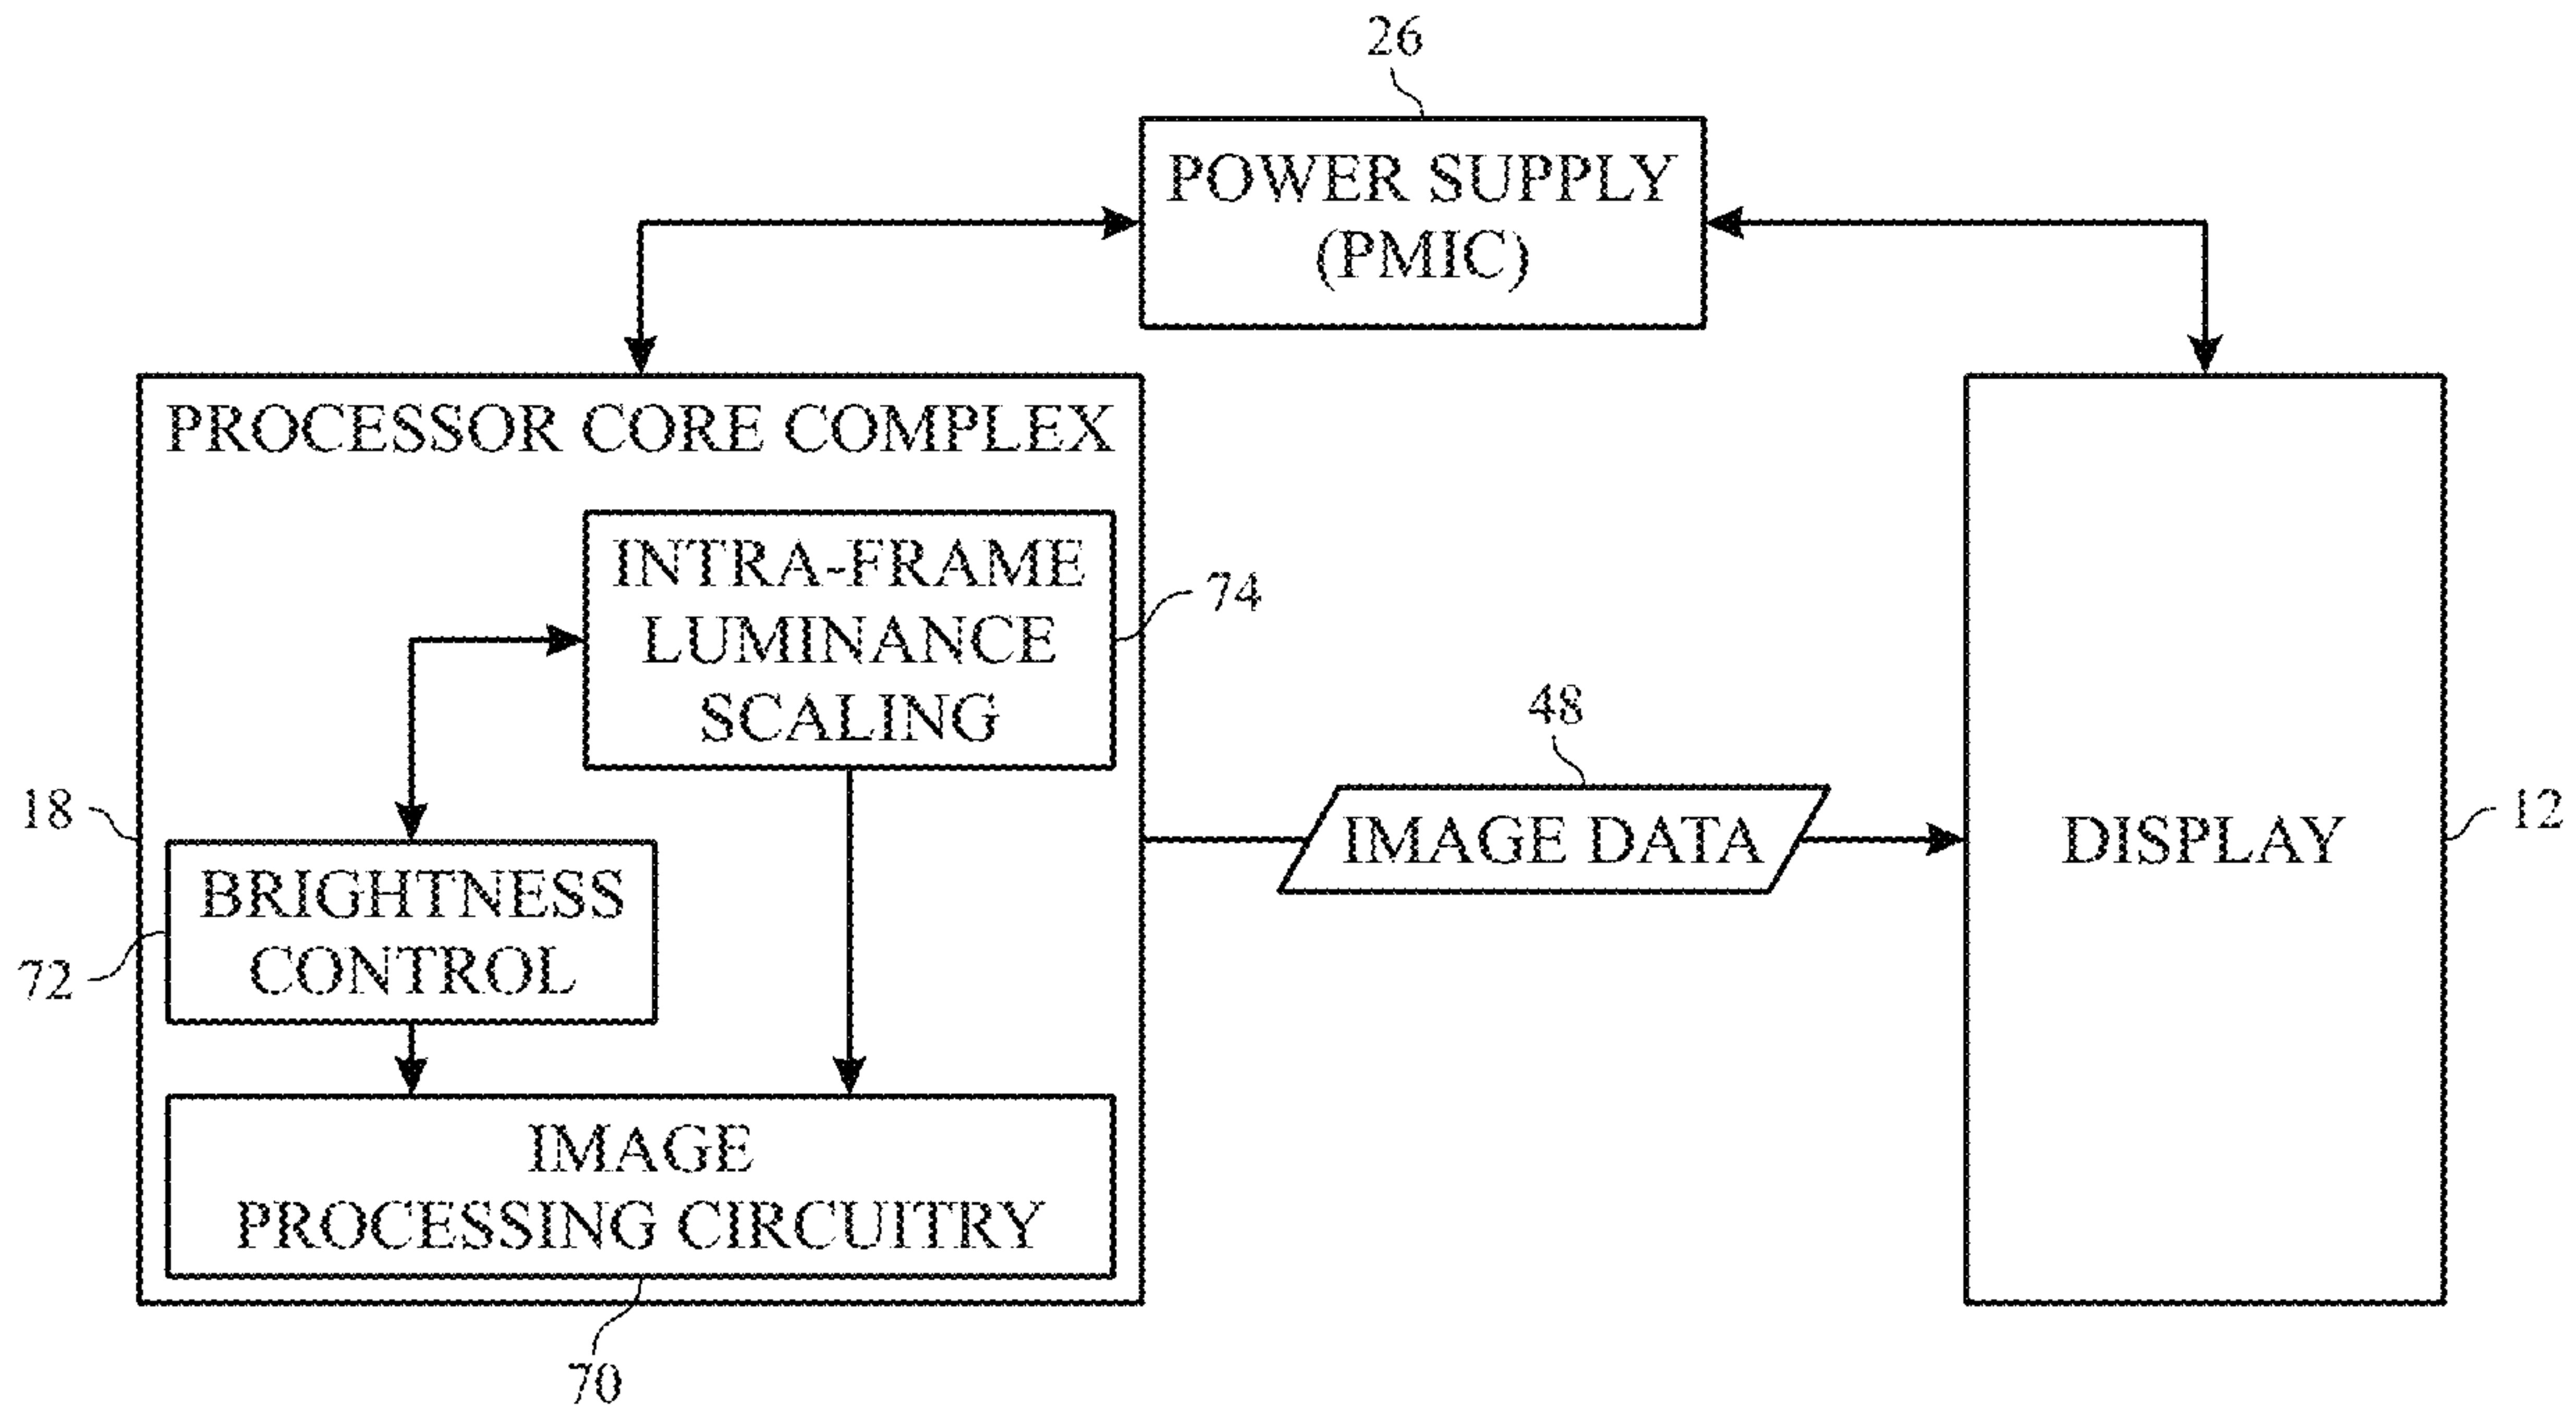 26
POWER SUPPLY
(PMIC)
PROCESSOR CORE COMPLEX
INTRA-FRAME
LUMINANCE
SCALING
74
48
IMAGE DATA
18
DISPLAY
12
BRIGHTNESS
CONTROL
72
IMAGE
PROCESSING CIRCUITRY
70